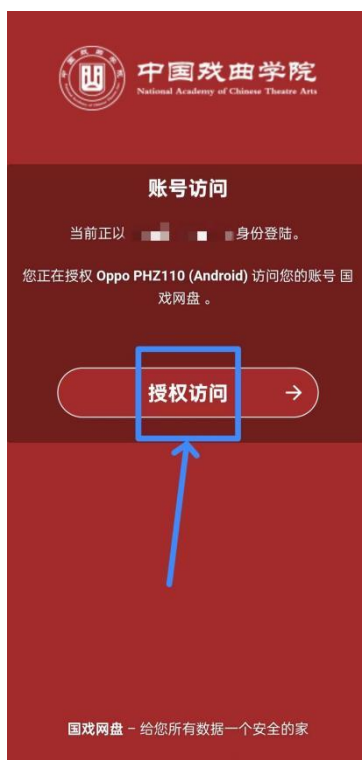 中国戏曲学院
National Academy of Chinese Theatre Arts
账号访问
当前正以 身份登陆。
您正在授权 Oppo PHZ110 (Android) 访问您的账号 国
戏网盘 。
授权访问 →
国戏网盘 – 给您所有数据一个安全的家